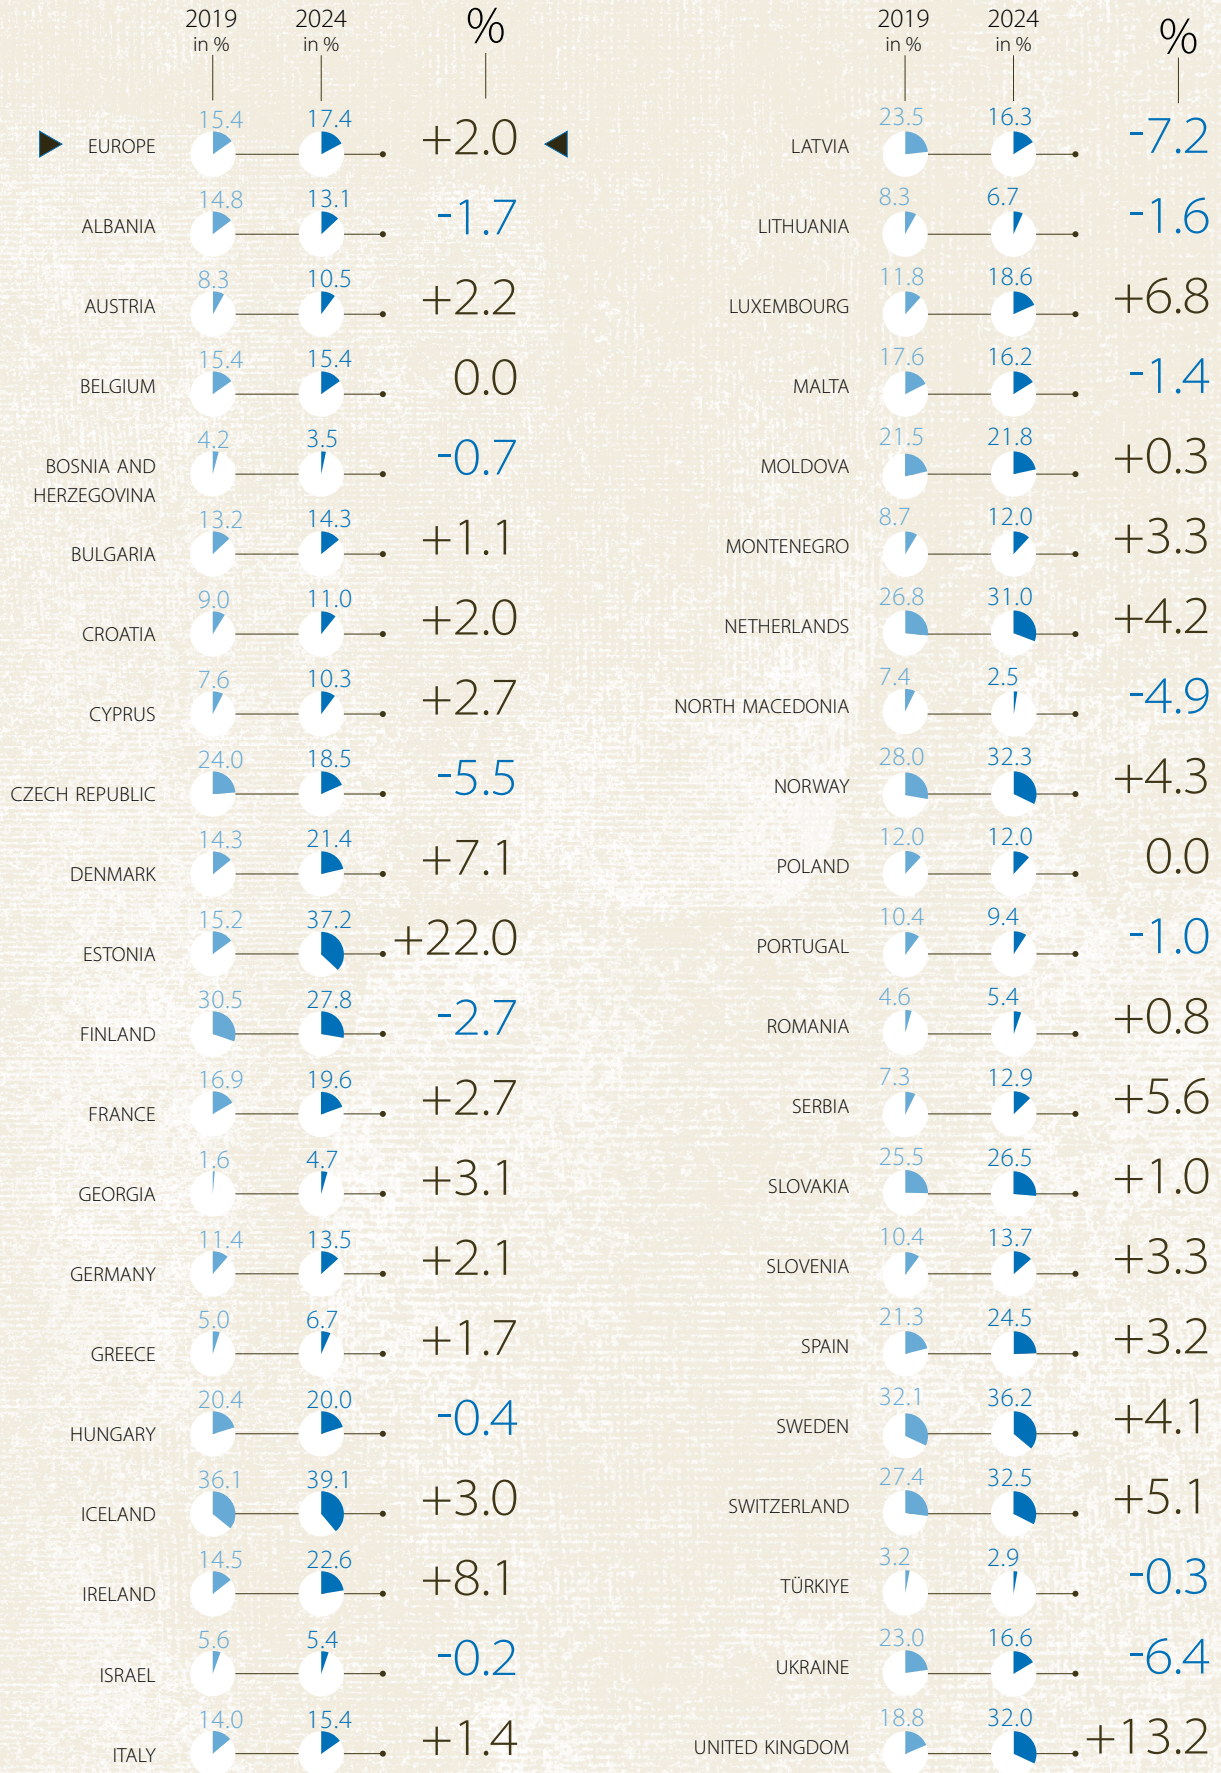 2019 2024 %
in % in %
EUROPE 15.4 17.4 +2.0
ALBANIA 14.8 13.1 -1.7
AUSTRIA 8.3 10.5 +2.2
BELGIUM 15.4 15.4 0.0
BOSNIA AND
HERZEGOVINA 4.2 3.5 -0.7
BULGARIA 13.2 14.3 +1.1
CROATIA 9.0 11.0 +2.0
CYPRUS 7.6 10.3 +2.7
CZECH REPUBLIC 24.0 18.5 -5.5
DENMARK 14.3 21.4 +7.1
ESTONIA 15.2 37.2 +22.0
FINLAND 30.5 27.8 -2.7
FRANCE 16.9 19.6 +2.7
GEORGIA 1.6 4.7 +3.1
GERMANY 11.4 13.5 +2.1
GREECE 5.0 6.7 +1.7
HUNGARY 20.4 20.0 -0.4
ICELAND 36.1 39.1 +3.0
IRELAND 14.5 22.6 +8.1
ISRAEL 5.6 5.4 -0.2
ITALY 14.0 15.4 +1.4
2019 2024 %
in % in %
LATVIA 23.5 16.3 -7.2
LITHUANIA 8.3 6.7 -1.6
LUXEMBOURG 11.8 18.6 +6.8
MALTA 17.6 16.2 -1.4
MOLDOVA 21.5 21.8 +0.3
MONTENEGRO 8.7 12.0 +3.3
NETHERLANDS 26.8 31.0 +4.2
NORTH MACEDONIA 7.4 2.5 -4.9
NORWAY 28.0 32.3 +4.3
POLAND 12.0 12.0 0.0
PORTUGAL 10.4 9.4 -1.0
ROMANIA 4.6 5.4 +0.8
SERBIA 7.3 12.9 +5.6
SLOVAKIA 25.5 26.5 +1.0
SLOVENIA 10.4 13.7 +3.3
SPAIN 21.3 24.5 +3.2
SWEDEN 32.1 36.2 +4.1
SWITZERLAND 27.4 32.5 +5.1
TÜRKIYE 3.2 2.9 -0.3
UKRAINE 23.0 16.6 -6.4
UNITED KINGDOM 18.8 32.0 +13.2